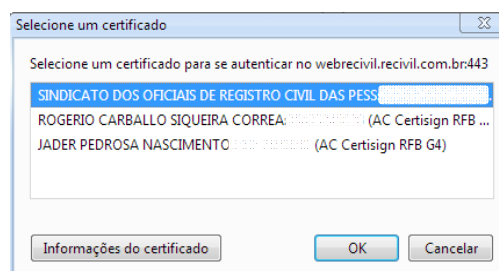 Selecione um certificado
Selecione um certificado para se autenticar no webrecivil.recivil.com.br:443
SINDICATO DOS OFICIAIS DE REGISTRO CIVIL DAS PESS
ROGERIO CARBALLO SIQUEIRA CORREA: (AC Certisign RFB ...
JADER PEDROSA NASCIMENTO (AC Certisign RFB G4)
Informações do certificado OK Cancelar